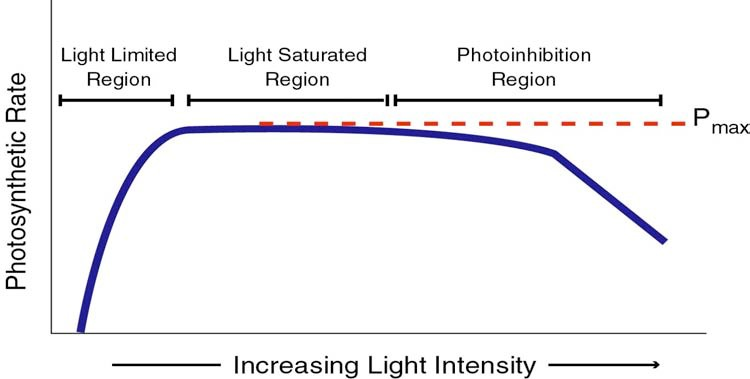 Light Limited
Region
Light Saturated
Region
Photoinhibition
Region
Pmax
Photosynthetic Rate
Increasing Light Intensity